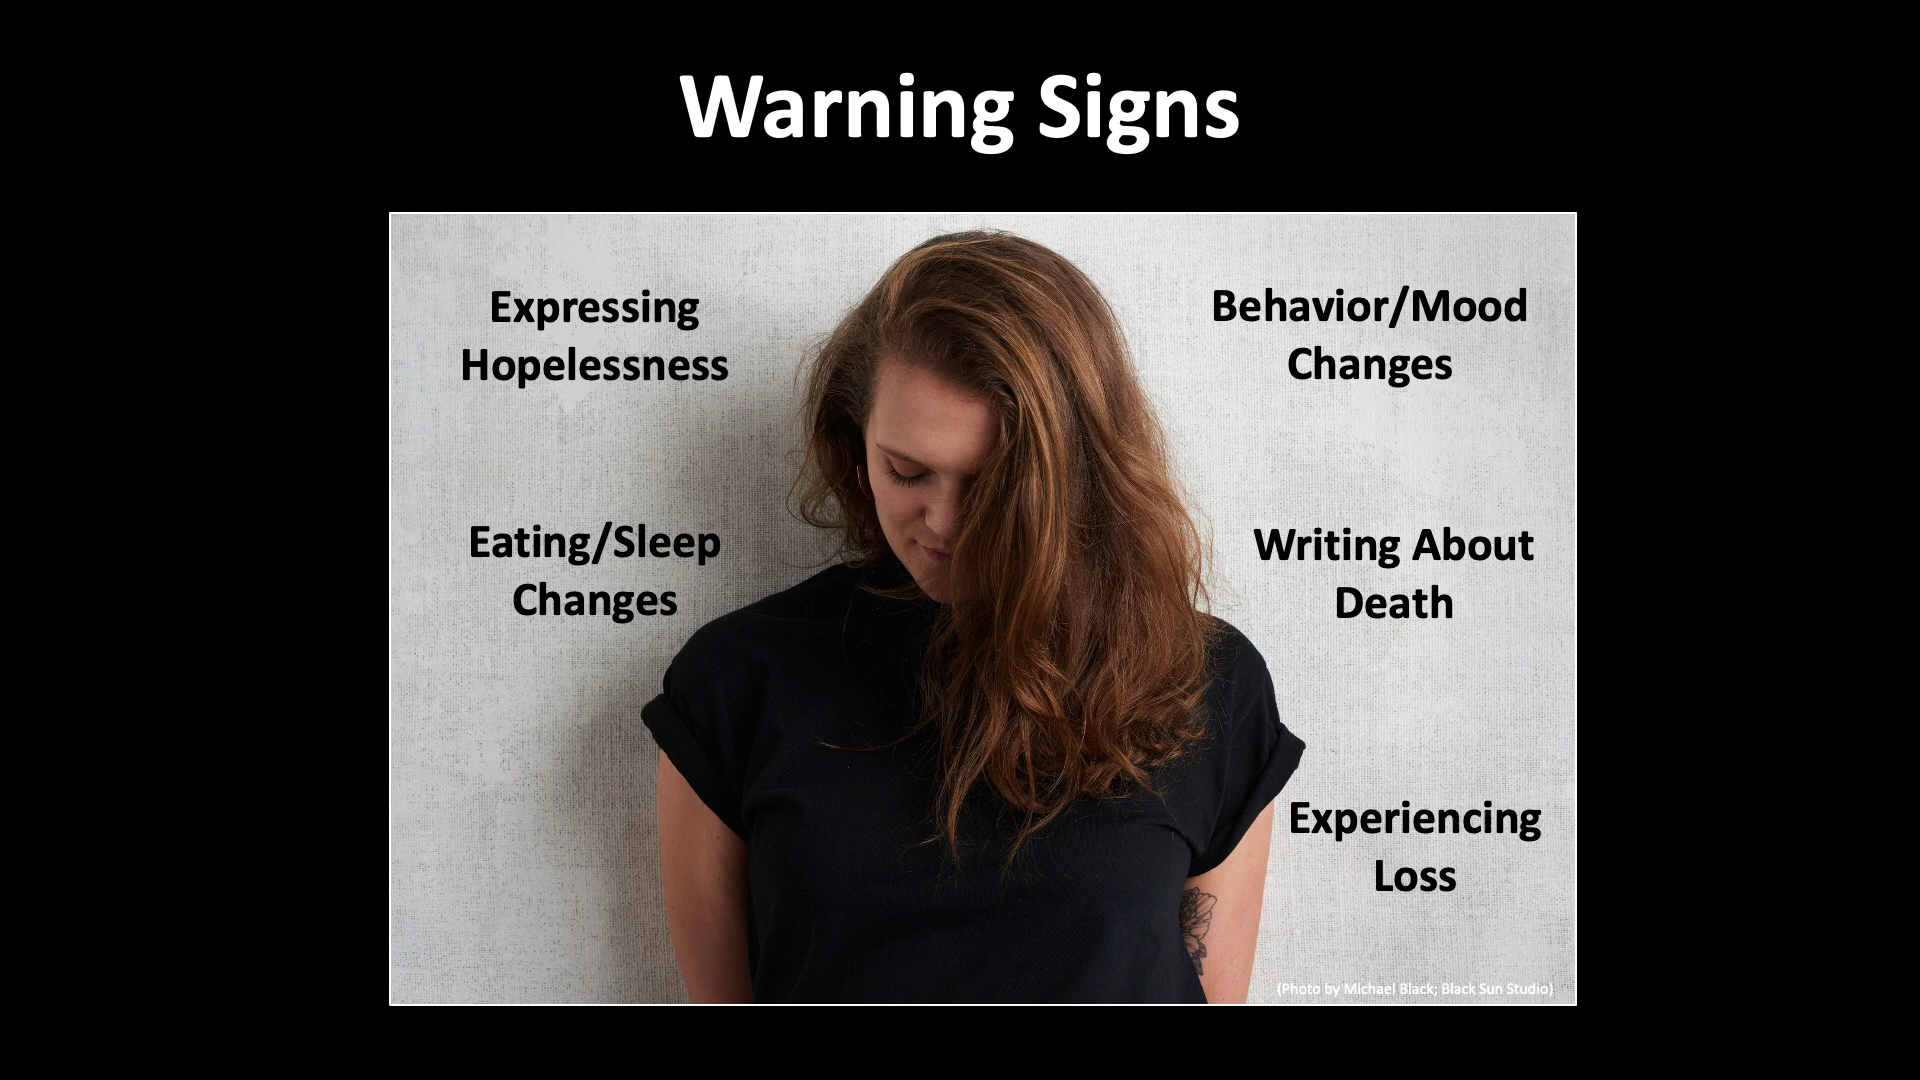 Warning Signs
Expressing
Hopelessness
Behavior/Mood
Changes
Eating/Sleep
Changes
Writing About
Death
Experiencing
Loss
(Photo by Michael Black; Black Sun Studio)